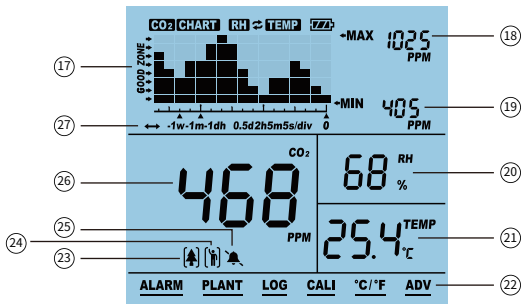 CO2 CHART RH TEMP
MAX 1025 PPM
18
17
GOOD ZONE
MIN 405 PPM
19
27
-1w-1m-1dh 0.5d2h5m5s/div 0
CO2
26
468
PPM
68 RH %
20
25
24
23
25.4 TEMP °C
21
ALARM PLANT LOG CALI °C/°F ADV
22